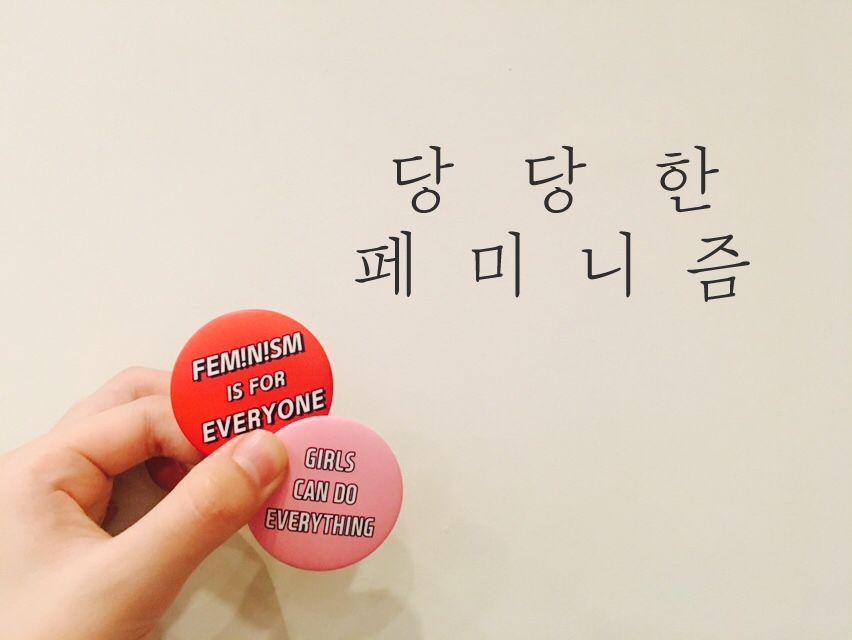 당 당 한
페 미 니 즘
FEM!N!SM
IS FOR
EVERYONE
GIRLS
CAN DO
EVERYTHING